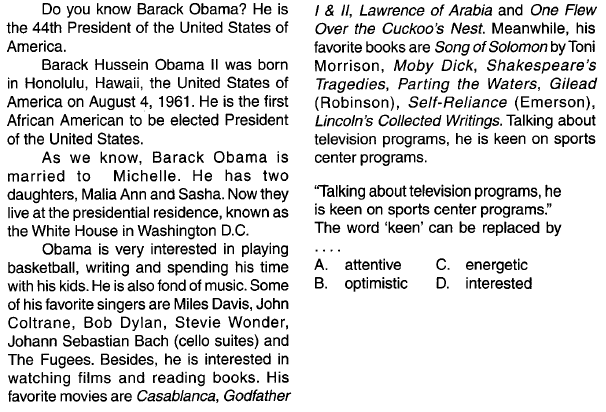 Do you know Barack Obama? He is
the 44th President of the United States of
America.
Barack Hussein Obama II was born
in Honolulu, Hawaii, the United States of
America on August 4, 1961. He is the first
African American to be elected President
of the United States.
As we know, Barack Obama is
married to Michelle. He has two
daughters, Malia Ann and Sasha. Now they
live at the presidential residence, known as
the White House in Washington D.C.
Obama is very interested in playing
basketball, writing and spending his time
with his kids. He is also fond of music. Some
of his favorite singers are Miles Davis, John
Coltrane, Bob Dylan, Stevie Wonder,
Johann Sebastian Bach (cello suites) and
The Fugees. Besides, he is interested in
watching films and reading books. His
favorite movies are Casablanca, Godfather
I & II, Lawrence of Arabia and One Flew
Over the Cuckoo's Nest. Meanwhile, his
favorite books are Song of Solomon by Toni
Morrison, Moby Dick, Shakespeare's
Tragedies, Parting the Waters, Gilead
(Robinson), Self-Reliance (Emerson),
Lincoln's Collected Writings. Talking about
television programs, he is keen on sports
center programs.
“Talking about television programs, he
is keen on sports center programs.”
The word ‘keen’ can be replaced by
....
A. attentive C. energetic
B. optimistic D. interested